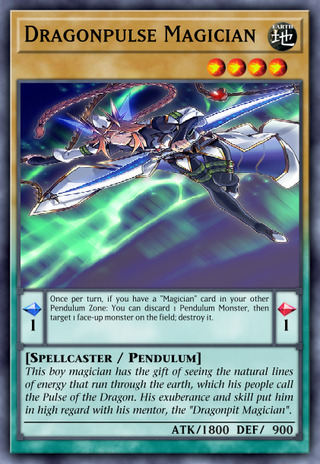 Dragonpulse Magician
EARTH
地
Once per turn, if you have a "Magician" card in your other
Pendulum Zone: You can discard 1 Pendulum Monster, then
target 1 face-up monster on the field; destroy it.
1
1
[Spellcaster / Pendulum]
This boy magician has the gift of seeing the natural lines
of energy that run through the earth, which his people call
the Pulse of the Dragon. His exuberance and skill put him
in high regard with his mentor, the "Dragonpit Magician".
ATK/1800 DEF/ 900